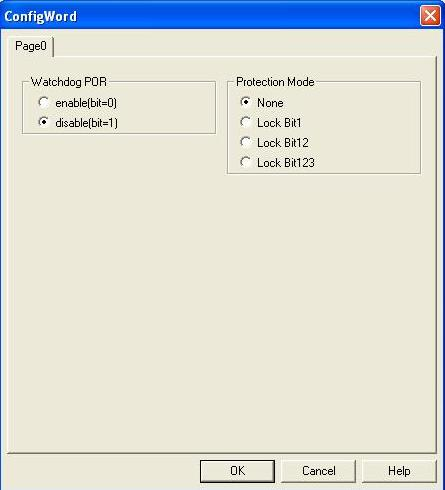 ConfigWord
Page0
Watchdog POR
enable(bit=0)
disable(bit=1)
Protection Mode
None
Lock Bit1
Lock Bit12
Lock Bit123
OK
Cancel
Help